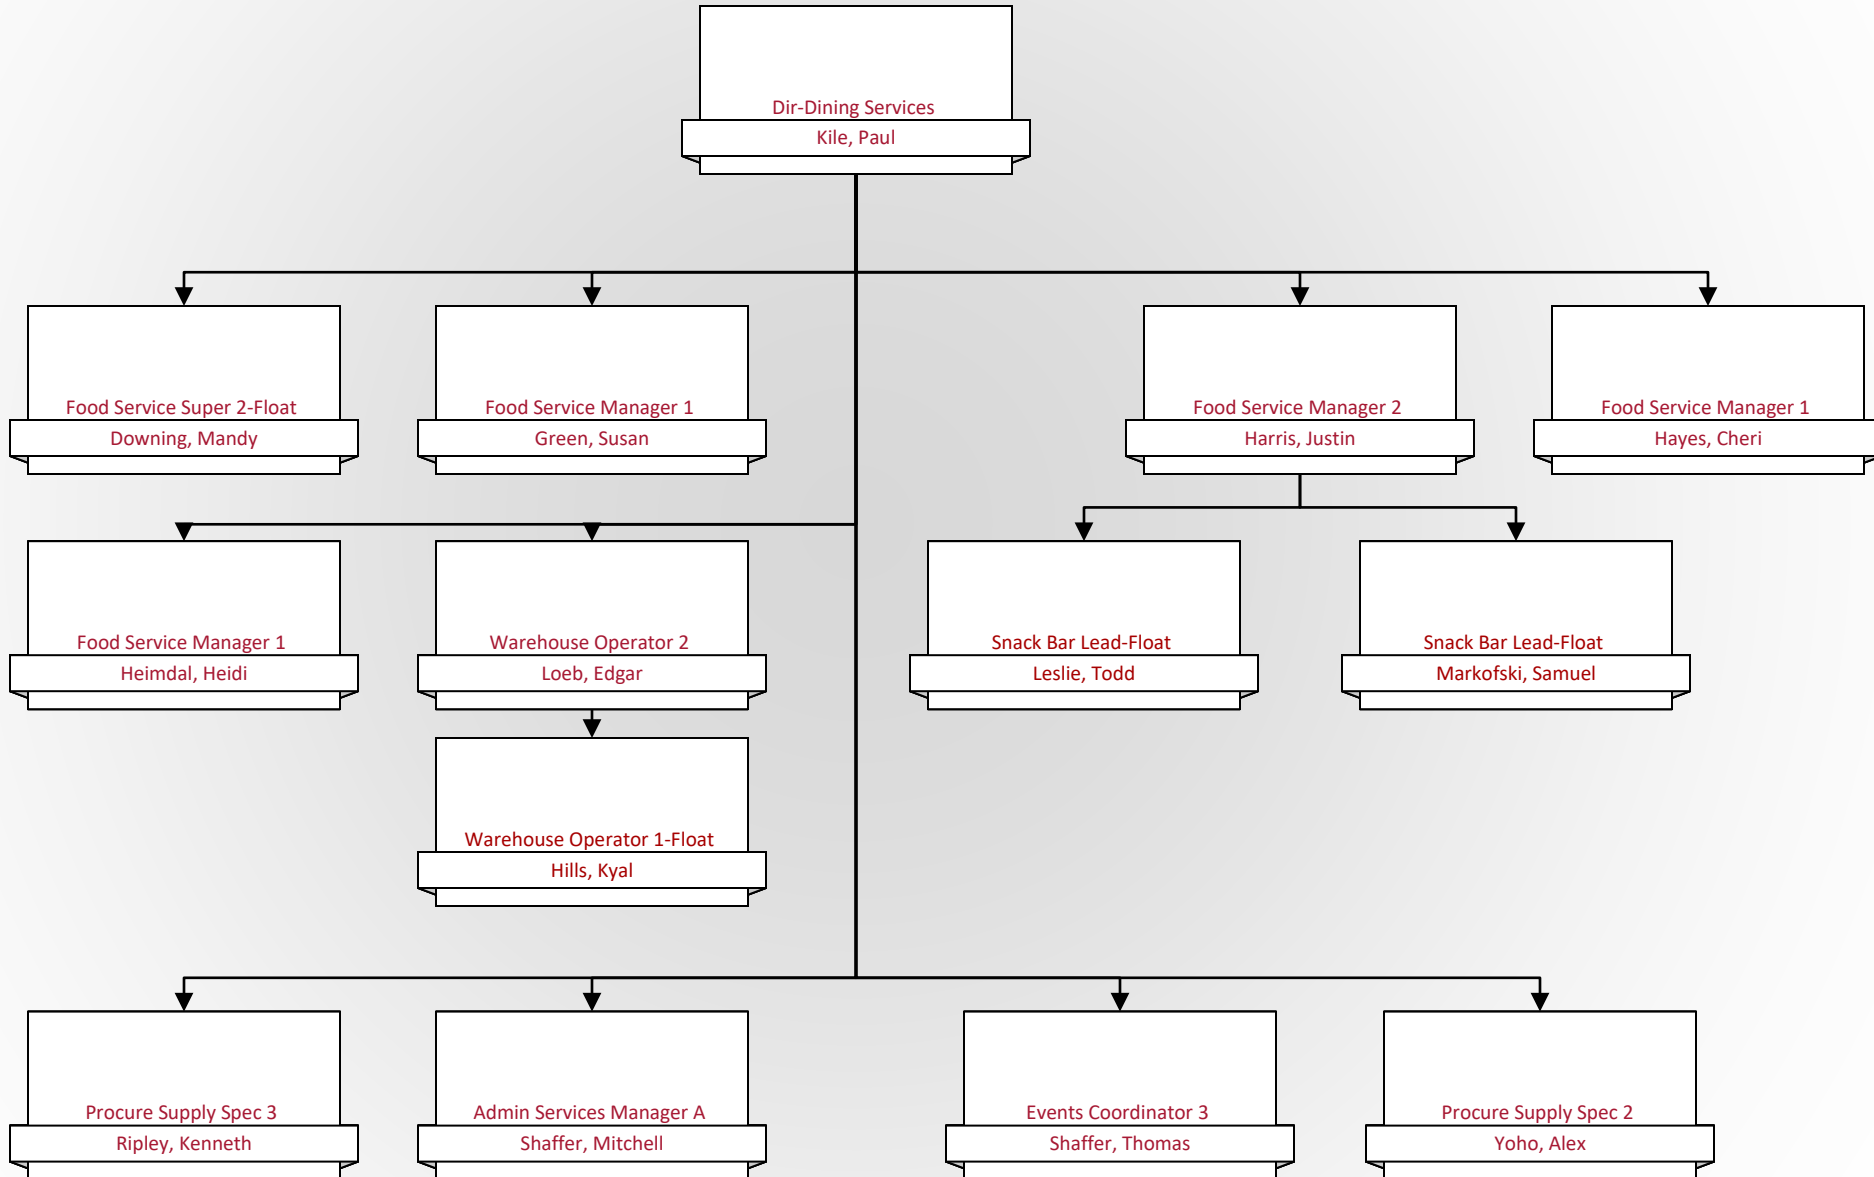 Dir-Dining Services
Kile, Paul
Food Service Super 2-Float
Downing, Mandy
Food Service Manager 1
Green, Susan
Food Service Manager 2
Harris, Justin
Food Service Manager 1
Hayes, Cheri
Food Service Manager 1
Heimdal, Heidi
Warehouse Operator 2
Loeb, Edgar
Snack Bar Lead-Float
Leslie, Todd
Snack Bar Lead-Float
Markofski, Samuel
Warehouse Operator 1-Float
Hills, Kyal
Procure Supply Spec 3
Ripley, Kenneth
Admin Services Manager A
Shaffer, Mitchell
Events Coordinator 3
Shaffer, Thomas
Procure Supply Spec 2
Yoho, Alex